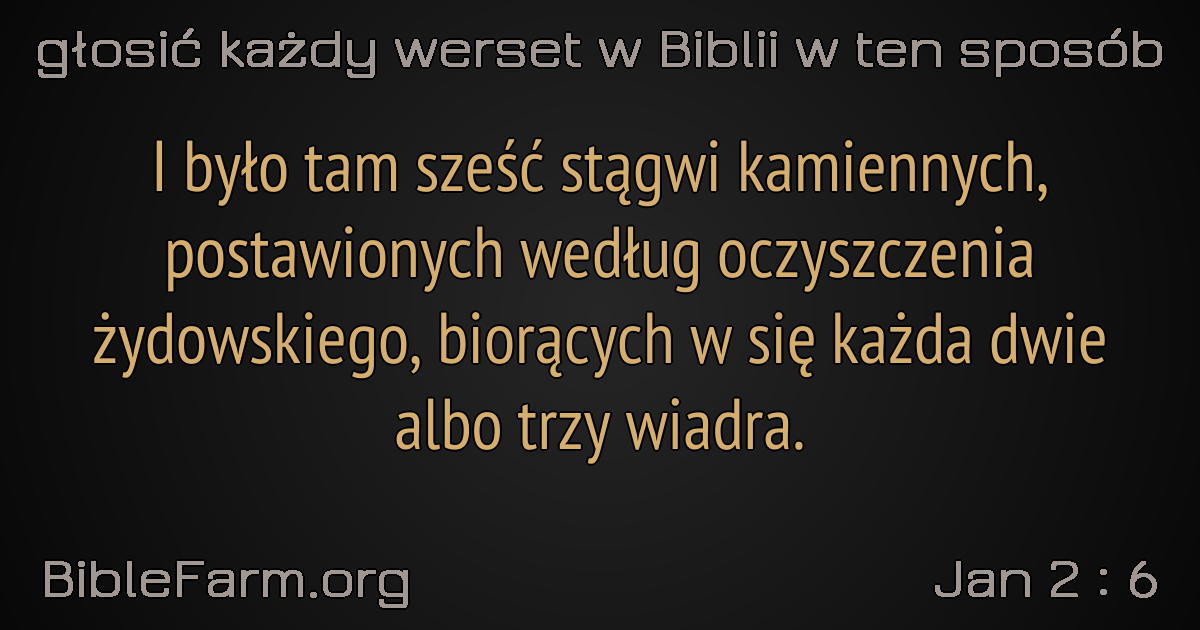 głosić każdy werset w Biblii w ten sposób
I było tam sześć stągwi kamiennych,
postawionych według oczyszczenia
żydowskiego, biorących w się każda dwie
albo trzy wiadra.
BibleFarm.org
Jan 2 : 6